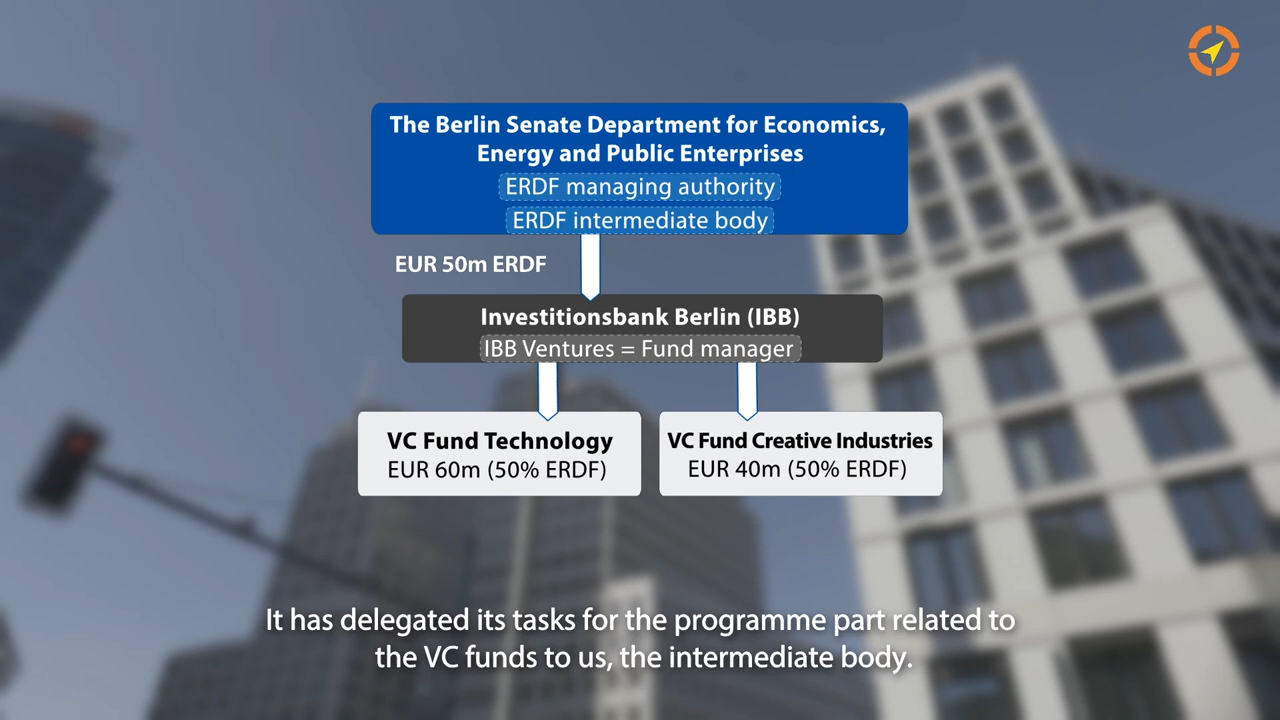 The Berlin Senate Department for Economics,
Energy and Public Enterprises
ERDF managing authority
ERDF intermediate body
EUR 50m ERDF
Investitionsbank Berlin (IBB)
IBB Ventures = Fund manager
VC Fund Technology
EUR 60m (50% ERDF)
VC Fund Creative Industries
EUR 40m (50% ERDF)
It has delegated its tasks for the programme part related to
the VC funds to us, the intermediate body.